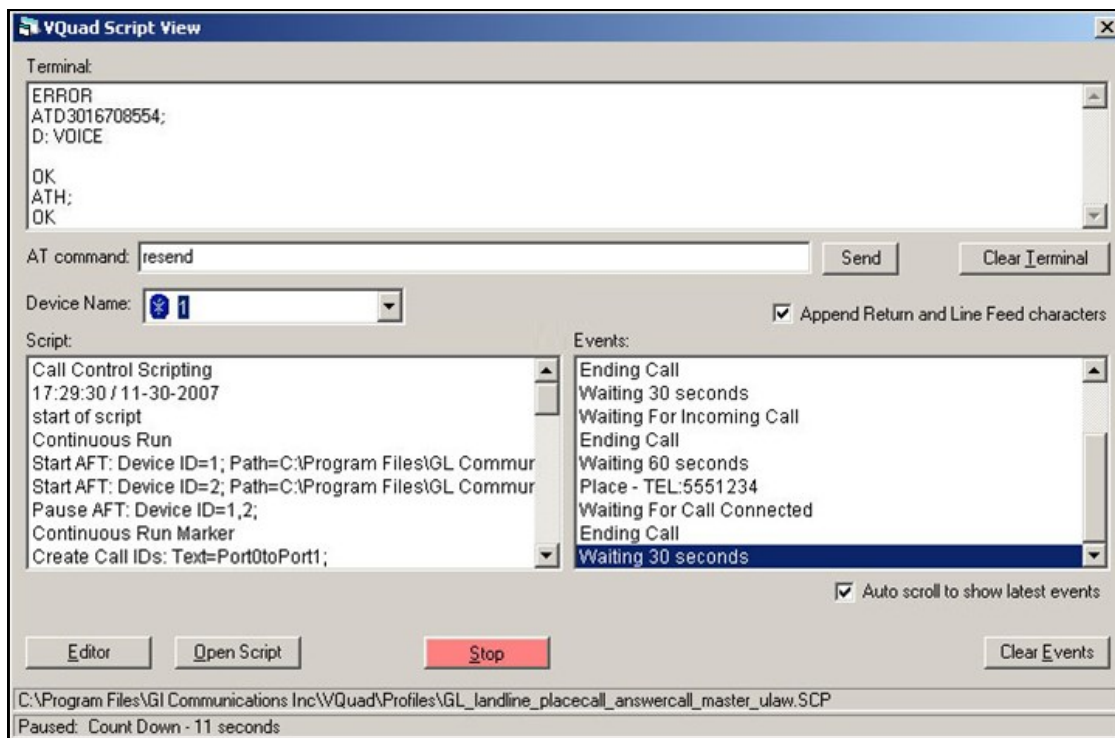 VQuad Script View
Terminal:
ERROR
ATD3016708554;
D: VOICE
OK
ATH;
OK
AT command: resend Send Clear Terminal
Device Name: 1 Append Return and Line Feed characters
Script:
Call Control Scripting
17:29:30 / 11-30-2007
start of script
Continuous Run
Start AFT: Device ID=1; Path=C:\Program Files\GL Commur
Start AFT: Device ID=2; Path=C:\Program Files\GL Commur
Pause AFT: Device ID=1,2;
Continuous Run Marker
Create Call IDs: Text=Port0toPort1;
Events:
Ending Call
Waiting 30 seconds
Waiting For Incoming Call
Ending Call
Waiting 60 seconds
Place - TEL:5551234
Waiting For Call Connected
Ending Call
Waiting 30 seconds
Auto scroll to show latest events
Editor Open Script Stop Clear Events
C:\Program Files\Gl Communications Inc\VQuad\Profiles\GL_landline_placecall_answercall_master_ulaw.SCP
Paused: Count Down - 11 seconds